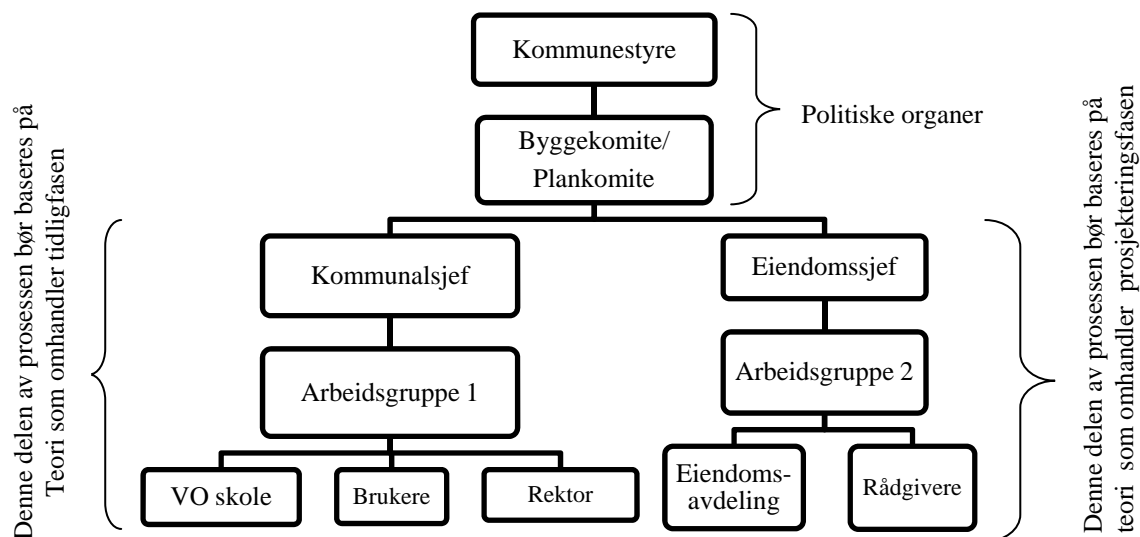 Kommunestyre
Politiske organer
Byggekomite/
Plankomite
Denne delen av prosessen bør baseres på
Teori som omhandler tidligfasen
Kommunalsjef
Eiendomssjef
Arbeidsgruppe 1
Arbeidsgruppe 2
VO skole
Brukere
Rektor
Eiendoms-
avdeling
Rådgivere
Denne delen av prosessen bør baseres på
teori som omhandler prosjekteringsfasen